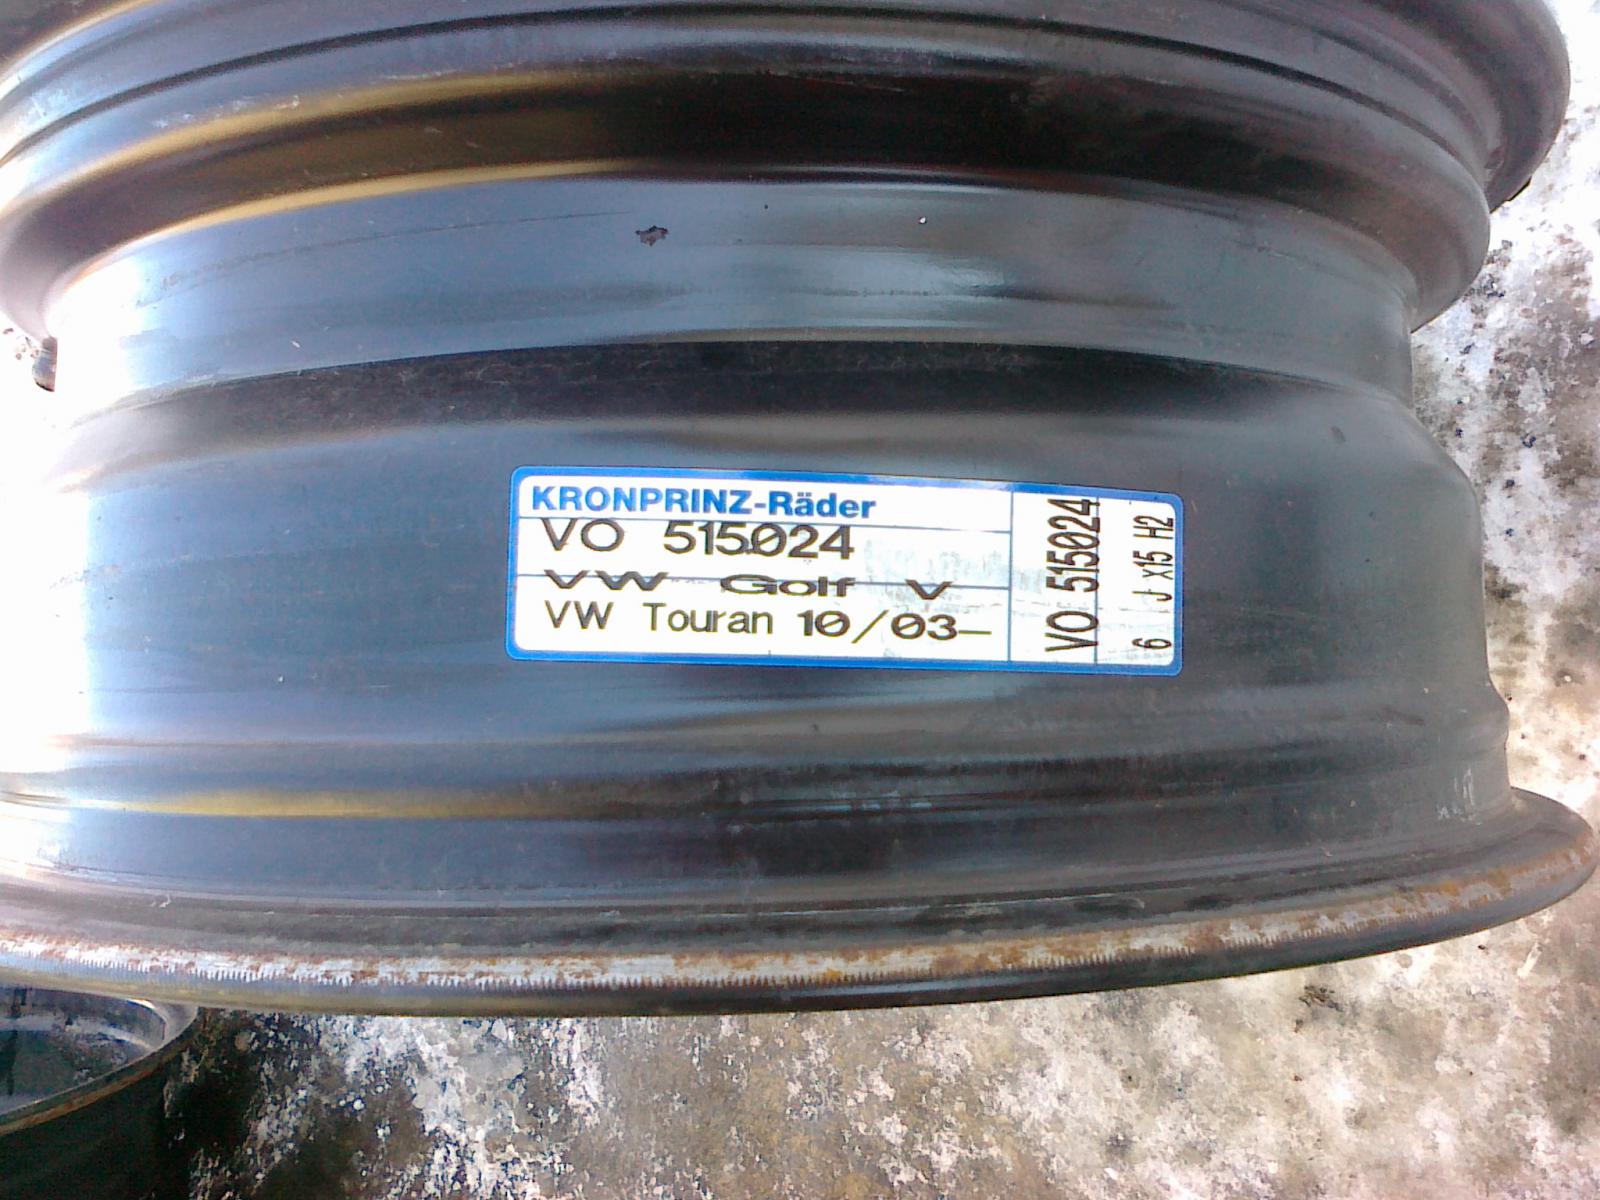 KRONPRINZ-Räder
VO 515024
VW Golf V
VW Touran 10/03-
VO 515024
6 J x15 H2